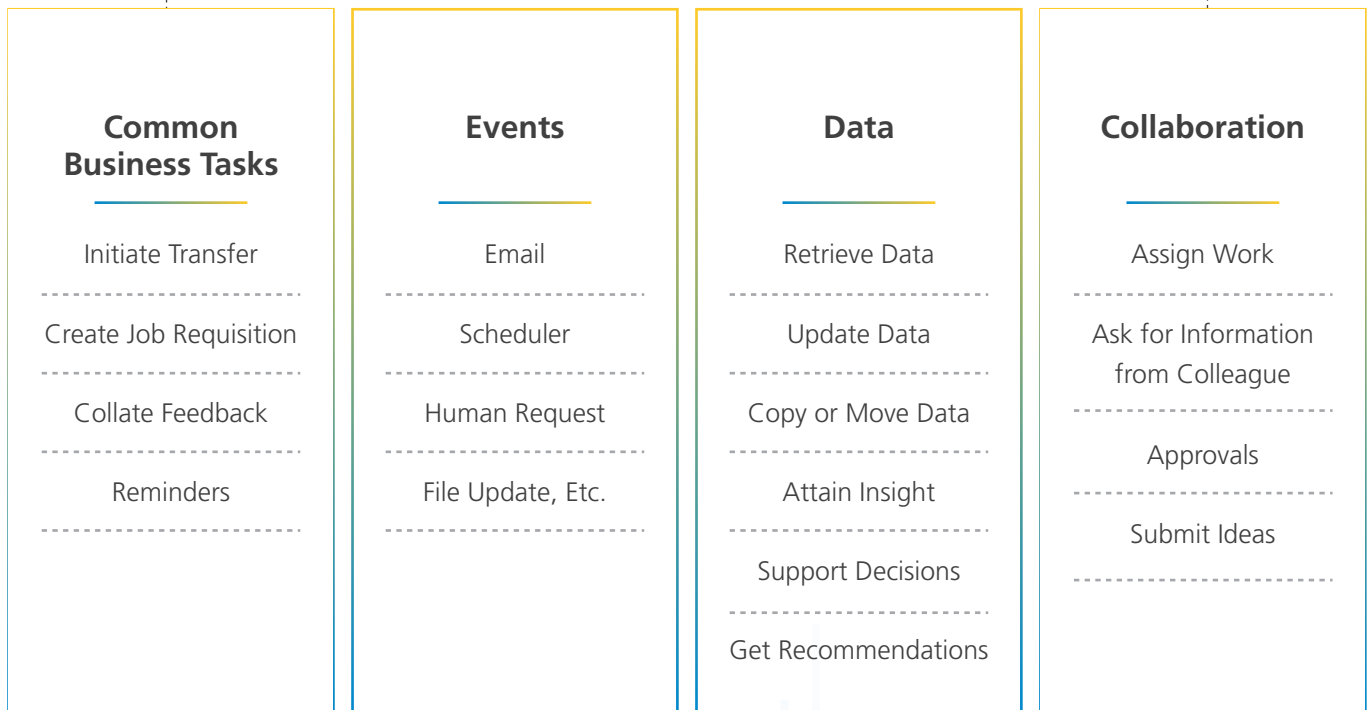 Common
Business Tasks
Initiate Transfer
Create Job Requisition
Collate Feedback
Reminders
Events
Email
Scheduler
Human Request
File Update, Etc.
Data
Retrieve Data
Update Data
Copy or Move Data
Attain Insight
Support Decisions
Get Recommendations
Collaboration
Assign Work
Ask for Information
from Colleague
Approvals
Submit Ideas